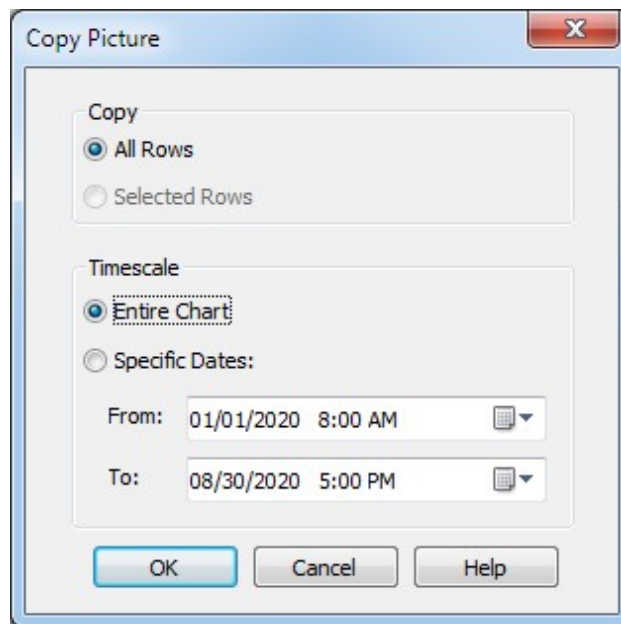 Copy Picture
Copy
All Rows
Selected Rows
Timescale
Entire Chart
Specific Dates:
From: 01/01/2020 8:00 AM
To: 08/30/2020 5:00 PM
OK Cancel Help